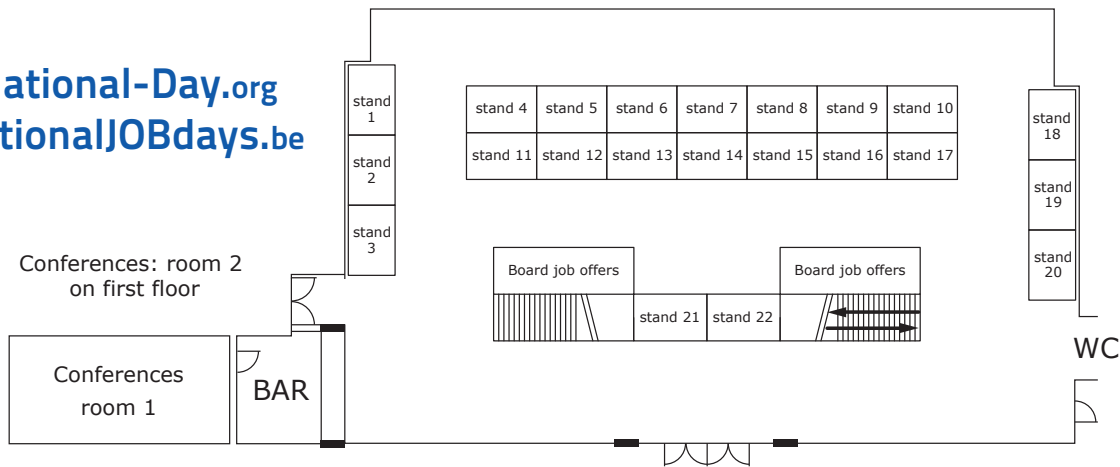 ational-Day.org
tionalJOBdays.be
stand
1
stand
2
stand
3
stand 4 stand 5 stand 6 stand 7 stand 8 stand 9 stand 10
stand 11 stand 12 stand 13 stand 14 stand 15 stand 16 stand 17
stand
18
stand
19
stand
20
Conferences: room 2
on first floor
Board job offers Board job offers
stand 21 stand 22
Conferences
room 1
BAR
WC